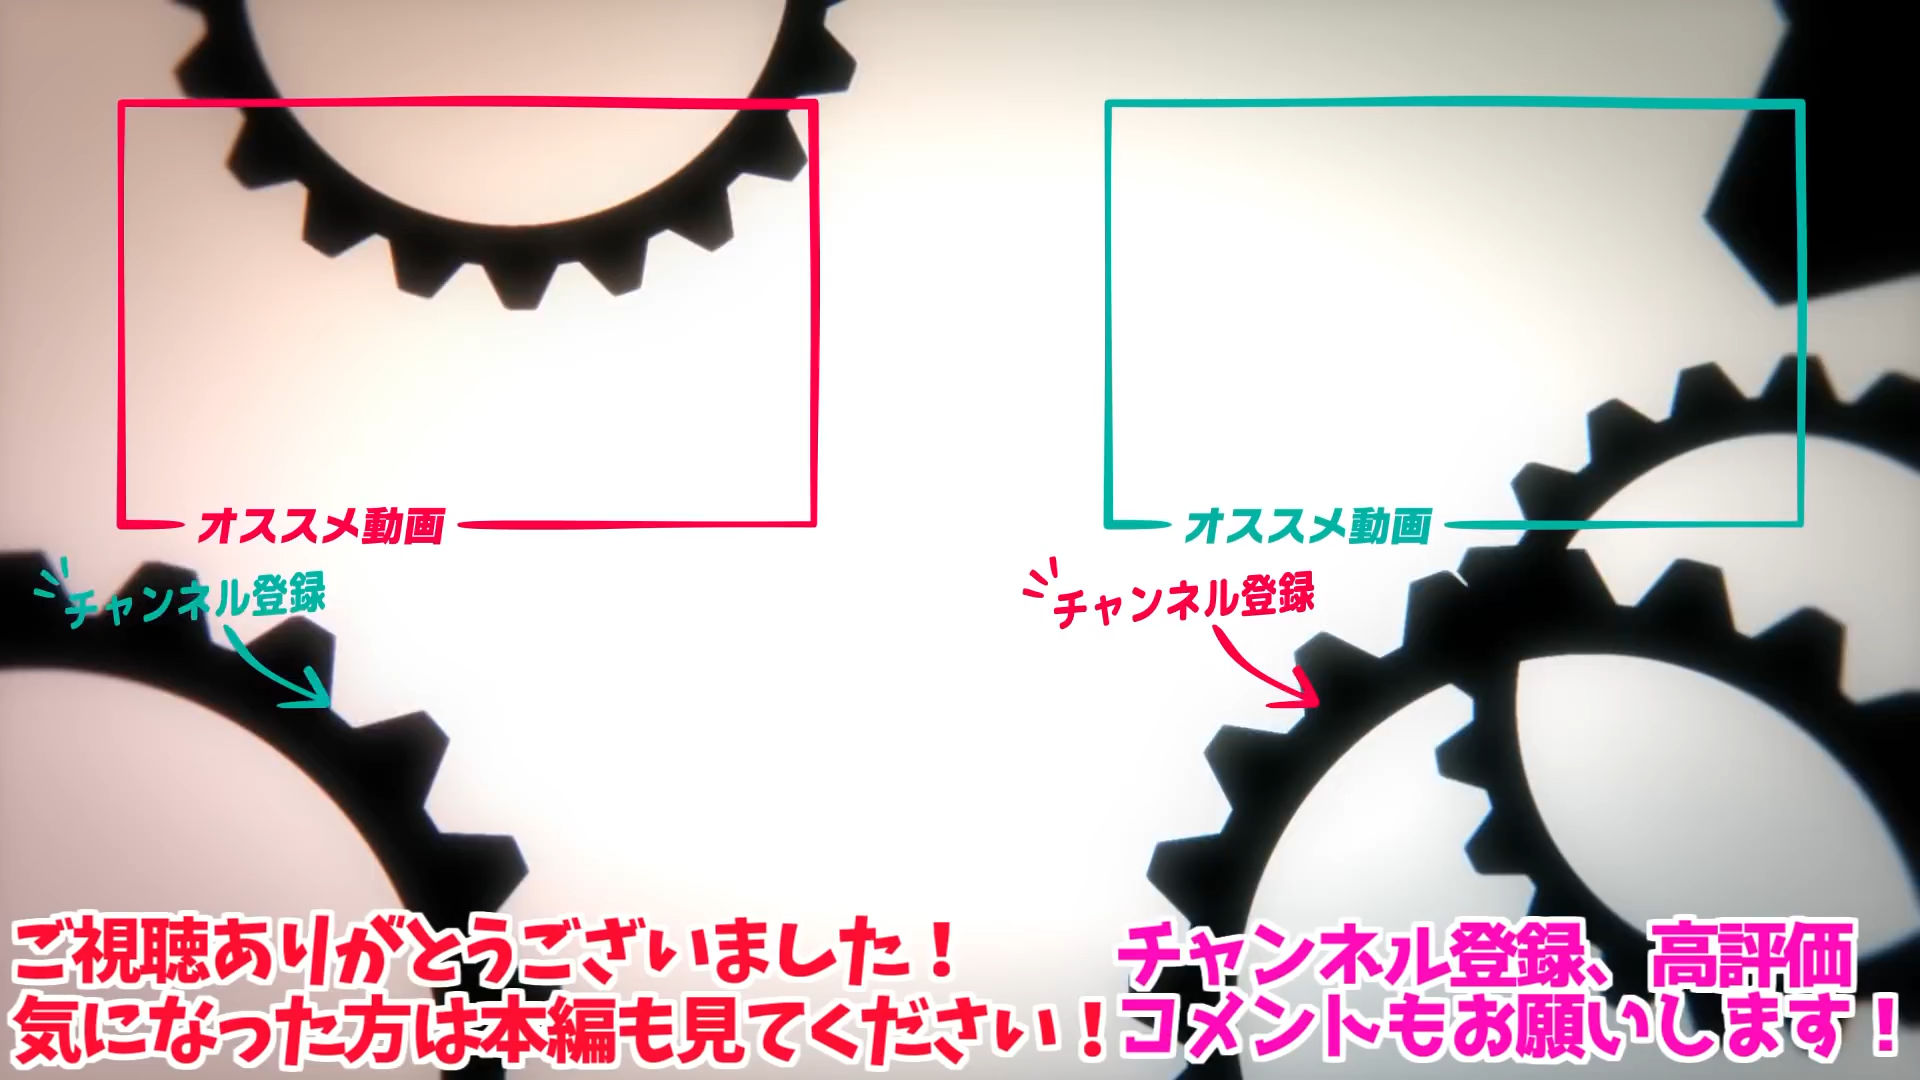 オススメ動画
オススメ動画
チャンネル登録
チャンネル登録
ご視聴ありがとうございました！
気になった方は本編も見てください！
チャンネル登録、高評価
コメントもお願いします！